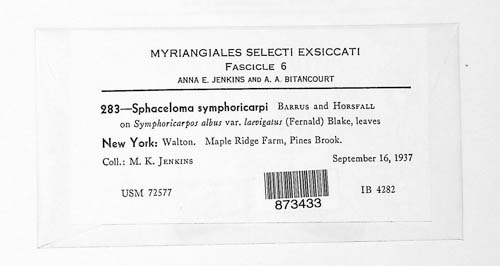 MYRIANGIALES SELECTI EXSICCATI
FASCICLE 6
ANNA E. JENKINS AND A. A. BITANCOURT
283—Sphaceloma symphoricarpi BARRUS and HORSFALL
on Symphoricarpos albus var. laevigatus (Fernald) Blake, leaves
New York: Walton. Maple Ridge Farm, Pines Brook.
Coll.: M. K. JENKINS September 16, 1937
USM 72577 IB 4282
873433